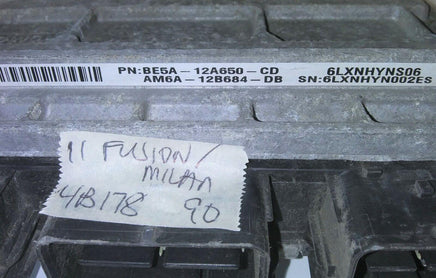 PN:BE5A-12A650-CD
AM6A-12B684-DB
6LXNHYNS06
SN:6LXNHYN002ES
11 FUSION/
MILAN
4B178 90